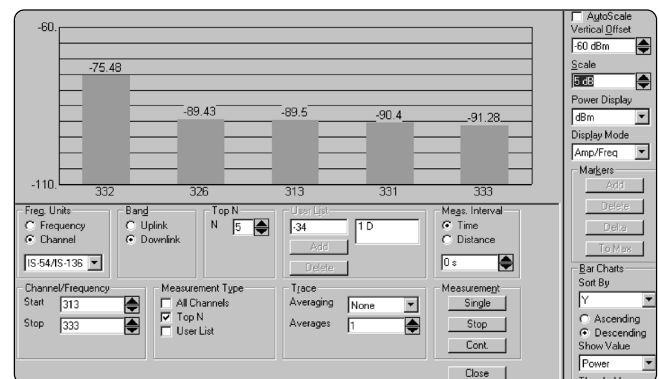 -60.
-75.48
-89.43
-89.5
-90.4
-91.28
-110.
332 326 313 331 333
Freq. Units
Frequency
Channel
IS-54/IS-136
Band
Uplink
Downlink
Top N
N 5
User List
-34
1 D
Add
Delete
Meas. Interval
Time
Distance
0 s
Channel/Frequency
Start 313
Stop 333
Measurement Type
All Channels
Top N
User List
Trace
Averaging None
Averages 1
Measurement
Single
Stop
Cont.
Close
AutoScale
Vertical Offset
-60 dBm
Scale
5 dB
Power Display
dBm
Display Mode
Amp/Freq
Markers
Add
Delete
Delta
To Max
Bar Charts
Sort By
Y
Ascending
Descending
Show Value
Power